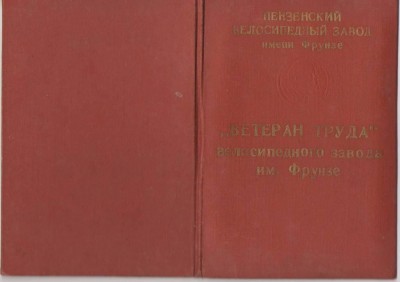 ПЕНЗЕНСКИЙ
ВЕЛОСИПЕДНЫЙ ЗАВОД
имени Фрунзе
„ВЕТЕРАН ТРУДА"
велосипедного завода
им. Фрунзе